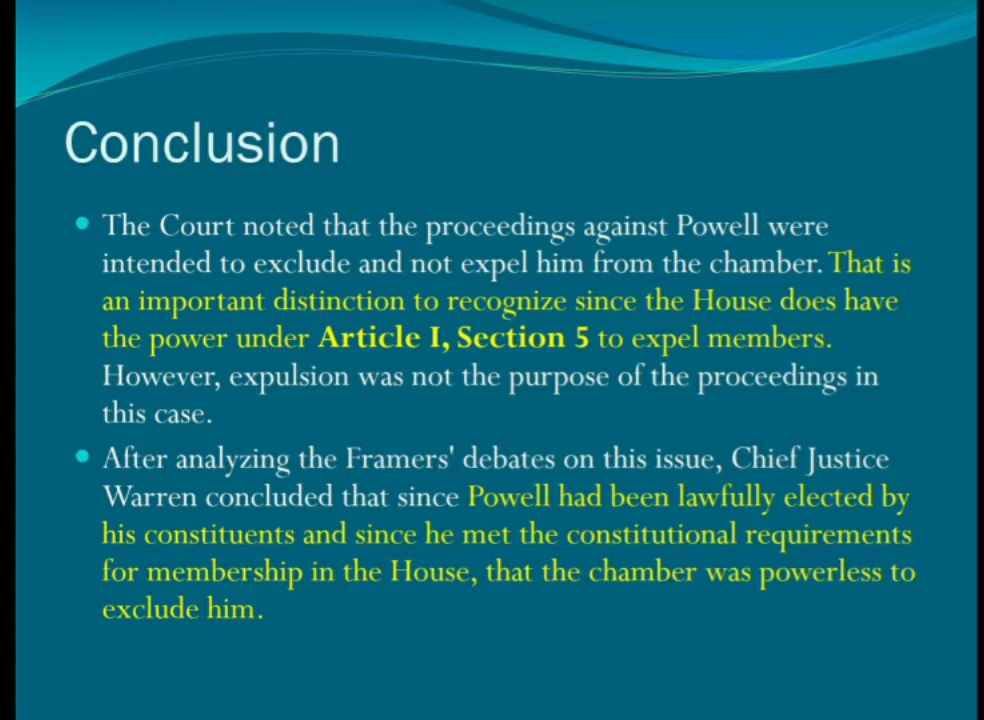 Conclusion
The Court noted that the proceedings against Powell were
intended to exclude and not expel him from the chamber. That is
an important distinction to recognize since the House does have
the power under Article I, Section 5 to expel members.
However, expulsion was not the purpose of the proceedings in
this case.
After analyzing the Framers' debates on this issue, Chief Justice
Warren concluded that since Powell had been lawfully elected by
his constituents and since he met the constitutional requirements
for membership in the House, that the chamber was powerless to
exclude him.